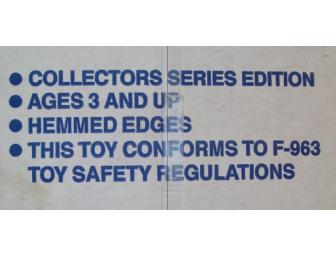 ● COLLECTORS SERIES EDITION
● AGES 3 AND UP
● HEMMED EDGES
● THIS TOY CONFORMS TO F-963
TOY SAFETY REGULATIONS